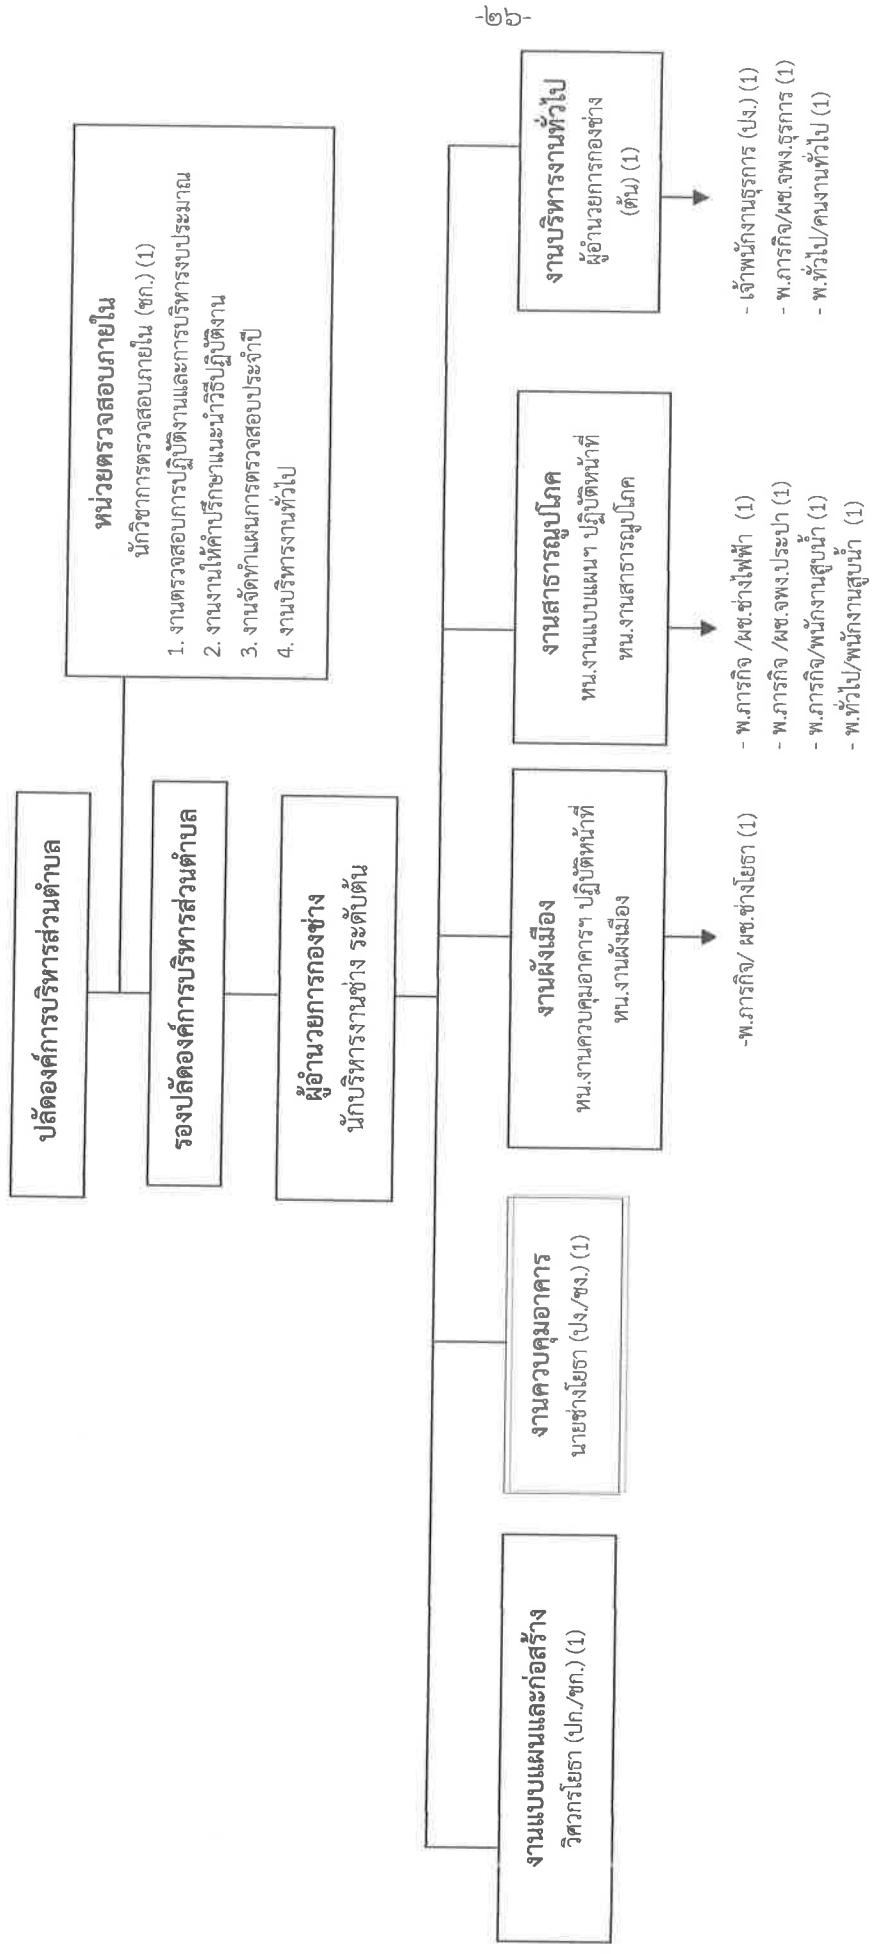 -๒๖-
ปลัดองค์การบริหารส่วนตำบล
หน่วยตรวจสอบภายใน
นักวิชาการตรวจสอบภายใน (ชก.) (1)
1. งานตรวจสอบการปฏิบัติงานและการบริหารงบประมาณ
2. งานงานให้คำปรึกษาแนะนำวิธีปฏิบัติงาน
3. งานจัดทำแผนการตรวจสอบประจำปี
4. งานบริหารงานทั่วไป
รองปลัดองค์การบริหารส่วนตำบล
ผู้อำนวยการกองช่าง
นักบริหารงานช่าง ระดับต้น
งานแบบแผนและก่อสร้าง
วิศวกรโยธา (ปก./ชก.) (1)
งานควบคุมอาคาร
นายช่างโยธา (ปง./ชง.) (1)
งานผังเมือง
หน.งานควบคุมอาคารฯ ปฏิบัติหน้าที่
หน.งานผังเมือง
-พ.ภารกิจ/ ผช.ช่างโยธา (1)
งานสาธารณูปโภค
หน.งานแบบแผนฯ ปฏิบัติหน้าที่
หน.งานสาธารณูปโภค
- พ.ภารกิจ /ผช.ช่างไฟฟ้า (1)
- พ.ภารกิจ /ผช.จพง.ประปา (1)
- พ.ภารกิจ/พนักงานสูบน้ำ (1)
- พ.ทั่วไป/พนักงานสูบน้ำ (1)
งานบริหารงานทั่วไป
ผู้อำนวยการกองช่าง
(ต้น) (1)
- เจ้าพนักงานธุรการ (ปง.) (1)
- พ.ภารกิจ/ผช.จพง.ธุรการ (1)
- พ.ทั่วไป/คนงานทั่วไป (1)